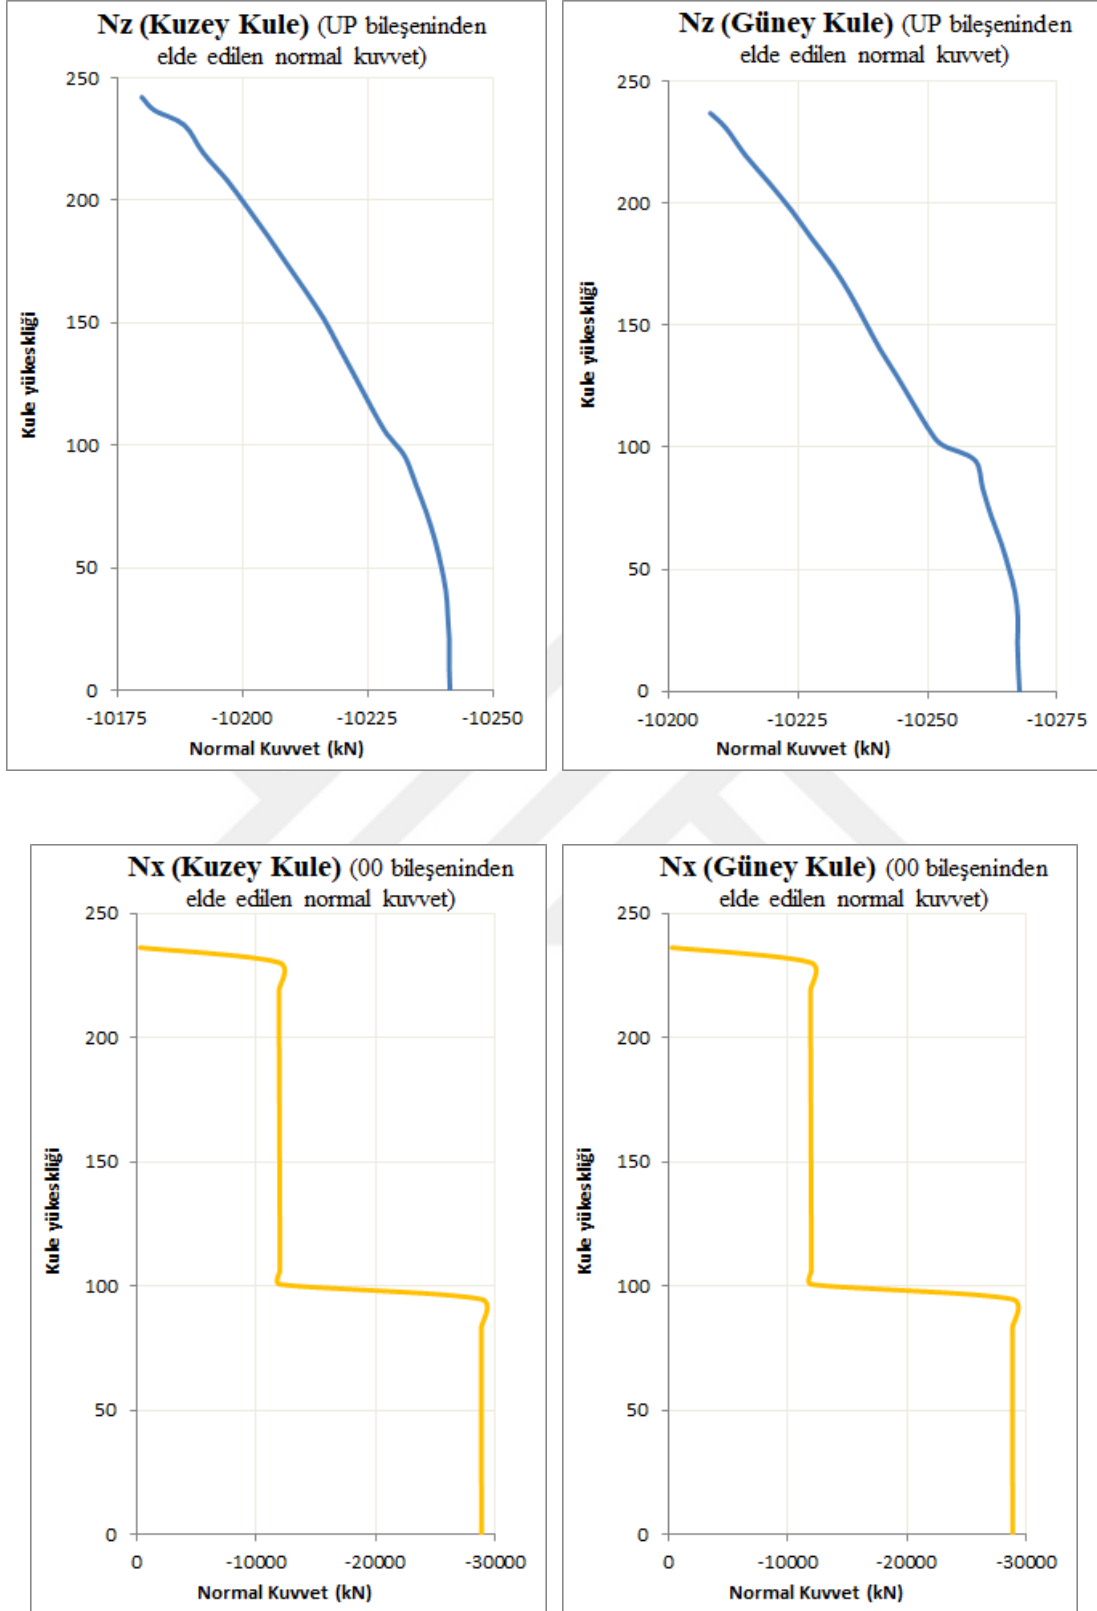 Nz (Kuzey Kule) (UP bileşeninden
elde edilen normal kuvvet)
250
200
150
100
50
0
Kule yükeskliği
-10175 -10200 -10225 -10250
Normal Kuvvet (kN)
Nz (Güney Kule) (UP bileşeninden
elde edilen normal kuvvet)
250
200
150
100
50
0
Kule yükeskliği
-10200 -10225 -10250 -10275
Normal Kuvvet (kN)
Nx (Kuzey Kule) (00 bileşeninden
elde edilen normal kuvvet)
250
200
150
100
50
0
Kule yükeskliği
0 -10000 -20000 -30000
Normal Kuvvet (kN)
Nx (Güney Kule) (00 bileşeninden
elde edilen normal kuvvet)
250
200
150
100
50
0
Kule yükeskliği
0 -10000 -20000 -30000
Normal Kuvvet (kN)